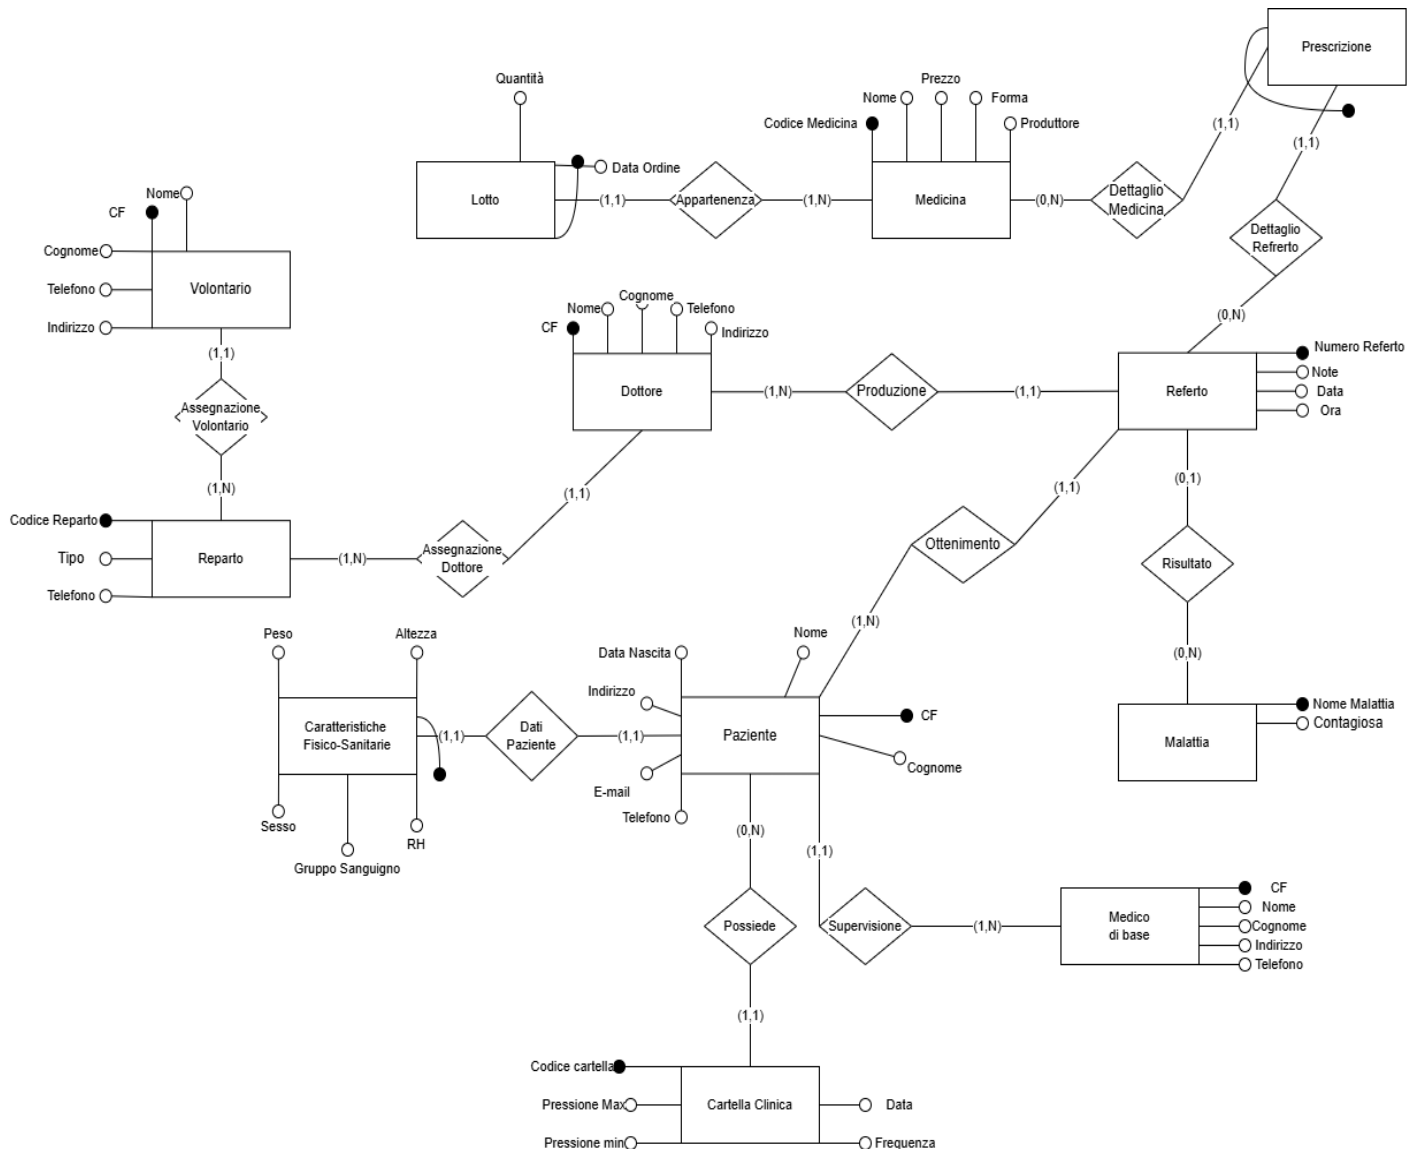 Prescrizione
Quantità
Prezzo
Nome
Forma
Codice Medicina
Produttore
(1,1)
(1,1)
Data Ordine
Lotto
(1,1)
Appartenenza
(1,N)
Medicina
(0,N)
Dettaglio
Medicina
Nome
CF
Dettaglio
Refrerto
Cognome
Telefono
Volontario
Indirizzo
Cognome
Nome
Telefono
CF
Indirizzo
(0,N)
Numero Referto
(1,1)
Note
Dottore
(1,N)
Produzione
(1,1)
Referto
Data
Ora
Assegnazione
Volontario
(1,N)
(1,1)
(1,1)
(0,1)
Codice Reparto
Tipo
Reparto
(1,N)
Assegnazione
Dottore
Ottenimento
Risultato
Telefono
(1,N)
Peso
Altezza
Nome
Data Nascita
(0,N)
Indirizzo
Caratteristiche
Fisico-Sanitarie
(1,1)
Dati
Paziente
(1,1)
Paziente
CF
Nome Malattia
Contagiosa
Malattia
Cognome
E-mail
Telefono
Sesso
RH
Gruppo Sanguigno
(0,N)
(1,1)
CF
Nome
Possiede
Supervisione
(1,N)
Medico
di base
Cognome
Indirizzo
Telefono
(1,1)
Codice cartella
Pressione Max
Cartella Clinica
Data
Pressione min
Frequenza